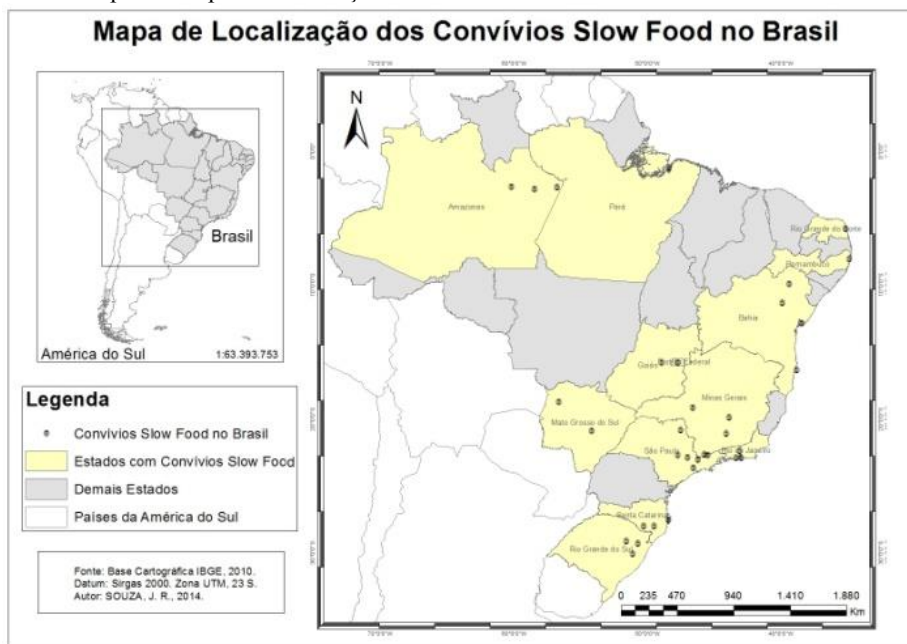 Mapa de Localização dos Convívios Slow Food no Brasil
Brasil
América do Sul
1:63.393.753
Legenda
Convívios Slow Food no Brasil
Estados com Convívios Slow Food
Demais Estados
Países da América do Sul
Fonte: Base Cartográfica IBGE, 2010.
Datum: Sirgas 2000, Zona UTM, 23 S.
Autor: SOUZA, J. R., 2014.
N
Amazonas
Pará
Rio Grande do Norte
Pernambuco
Bahia
Goiás
Federal
Minas Gerais
Mato Grosso do Sul
São Paulo
Rio de Janeiro
Santa Catarina
Rio Grande do Sul
0 235 470 940 1.410 1.880
Km